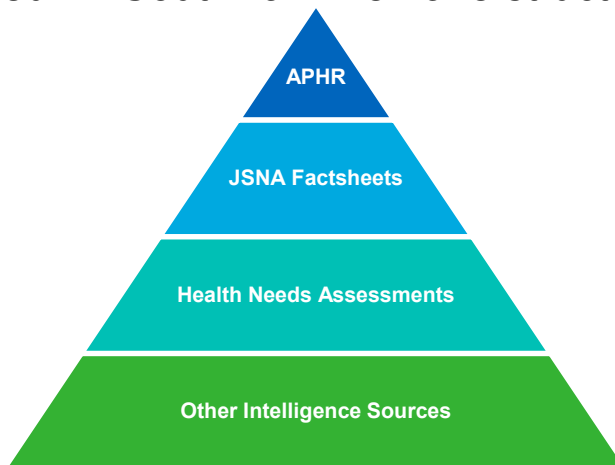 APHR
JSNA Factsheets
Health Needs Assessments
Other Intelligence Sources